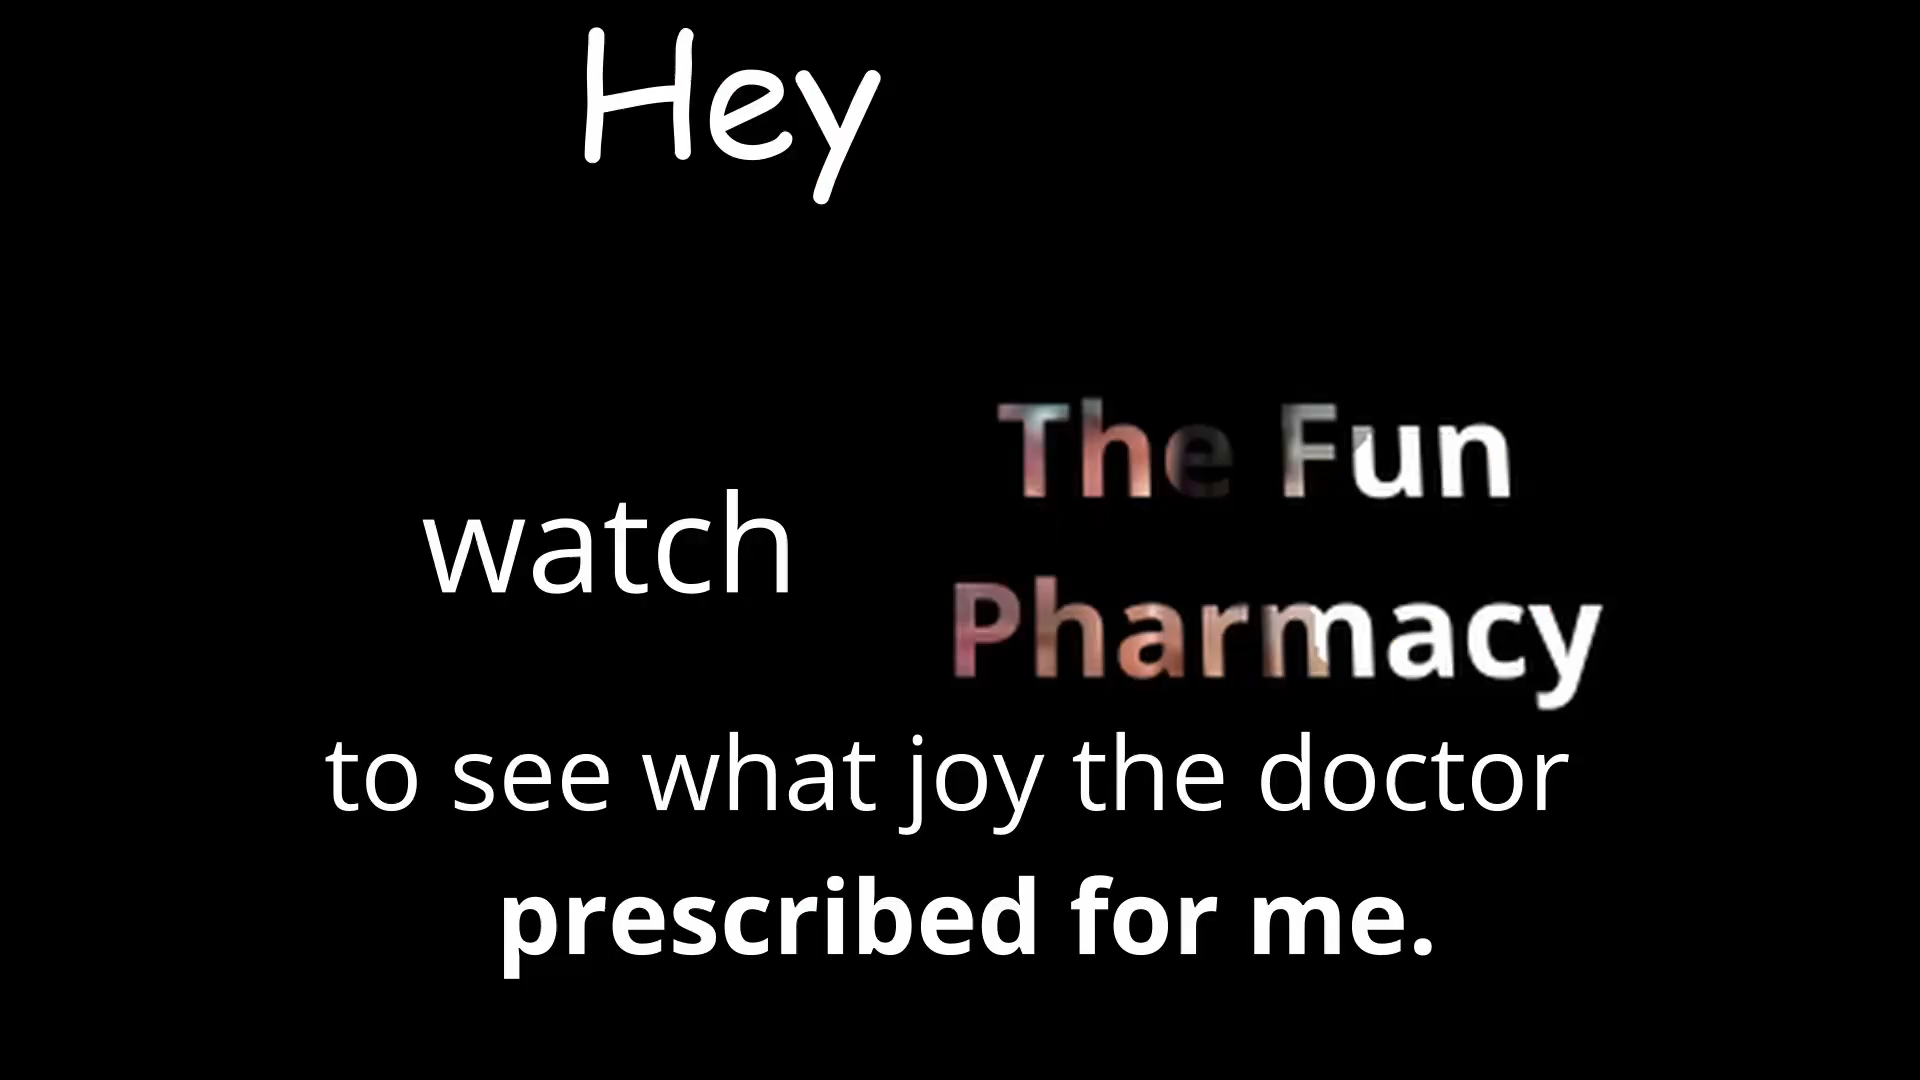 Hey
The Fun
watch
Pharmacy
to see what joy the doctor
prescribed for me.